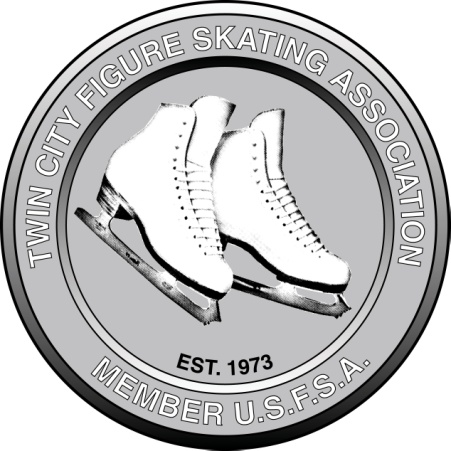 TWIN CITY FIGURE SKATING ASSOCIATION
EST. 1973
MEMBER U.S.F.S.A.